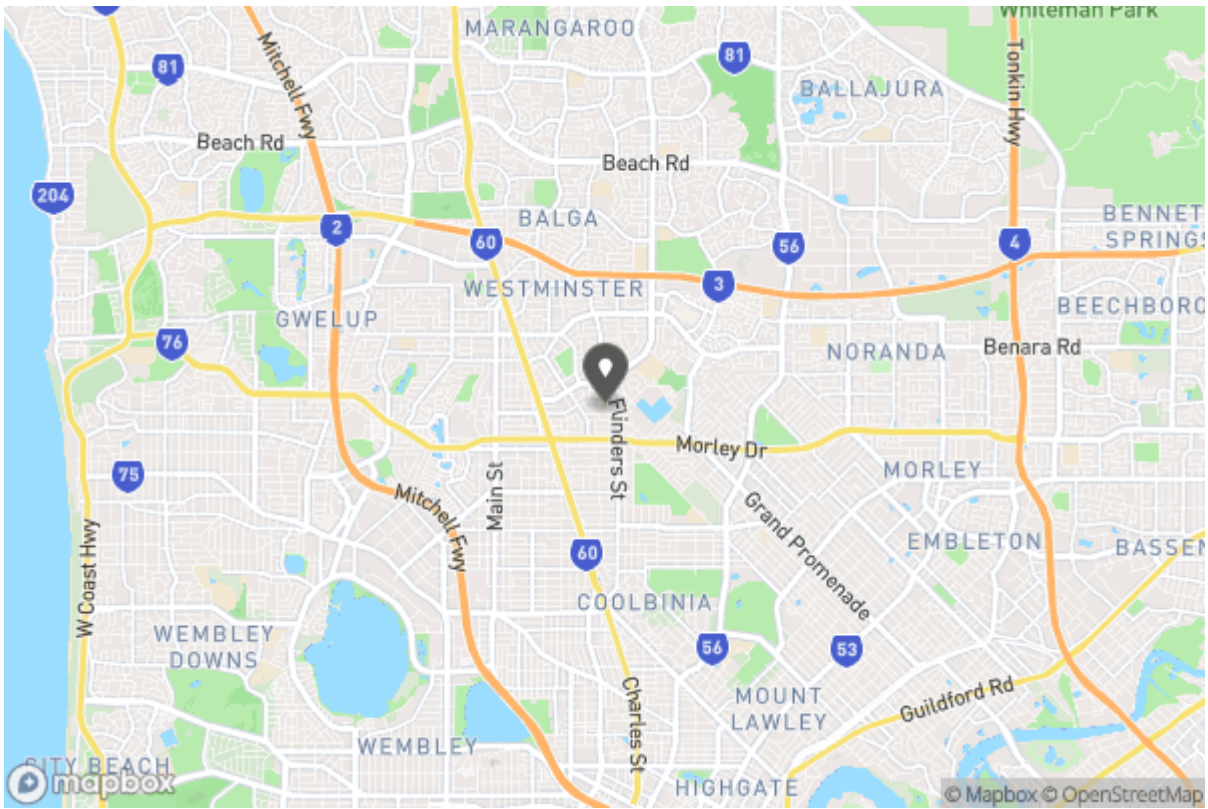 Whiteman Park
MARANGAROO
Mitchell Fwy
81
81
BALLAJURA
Tonkin Hwy
Beach Rd
Beach Rd
204
BALGA
2
60
56
4
BENNET
SPRINGS
3
WESTMINSTER
GWELUP
BEECHBORO
76
NORANDA
Benara Rd
Flinders St
Morley Dr
75
Main St
MORLEY
Mitchell Fwy
Grand Promenade
W Coast Hwy
60
EMBLETON
BASSEN
COOLBINIA
WEMBLEY
DOWNS
56
53
MOUNT
LAWLEY
Guildford Rd
Charles St
WEMBLEY
CITY BEACH
HIGHGATE
mapbox
© Mapbox © OpenStreetMap